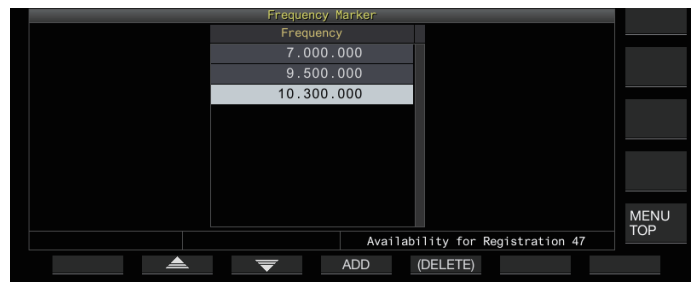 Frequency Marker
Frequency
7.000.000
9.500.000
10.300.000
MENU
TOP
Availability for Registration 47
ADD (DELETE)